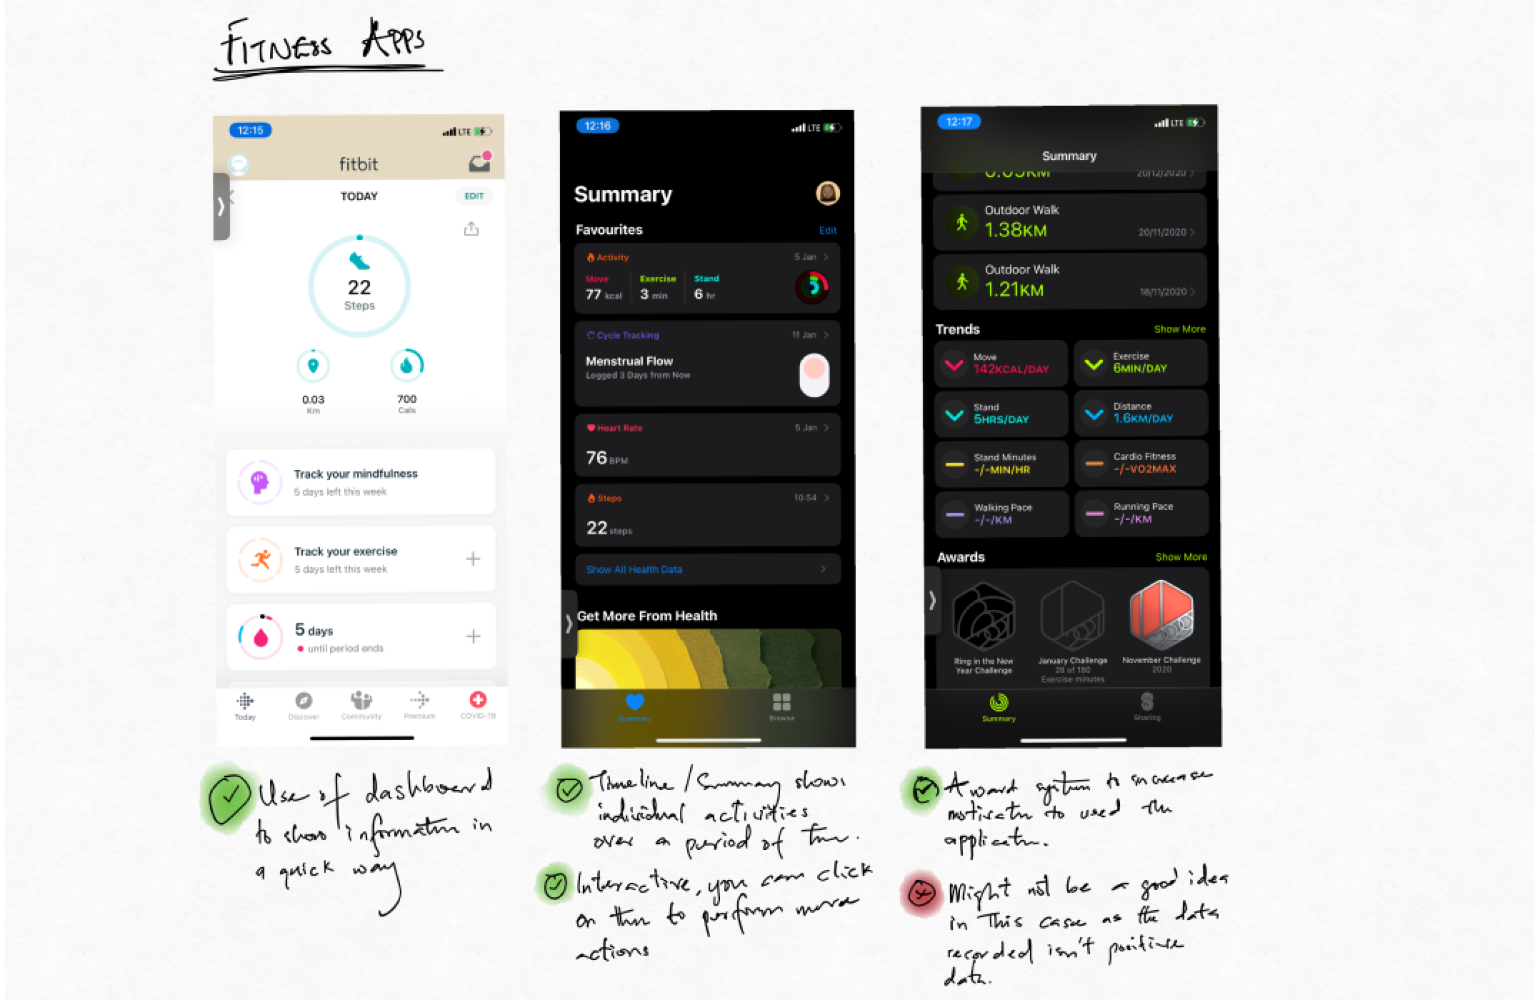 FITNESS APPS
12:15
LTE
fitbit
TODAY
EDIT
22
Steps
0.03
Km
700
Cals
Track your mindfulness
5 days left this week
Track your exercise
5 days left this week
5 days
until period ends
Today
Discover
Community
Premium
COVID-19
Use of dashboard
to show information in
a quick way
12:16
LTE
Summary
Favourites
Edit
Activity
5 Jan
Move
Exercise
Stand
77 kcal
3 min
6 hr
Cycle Tracking
11 Jan
Menstrual Flow
Logged 3 Days from Now
Heart Rate
5 Jan
76 BPM
Steps
10:54
22 steps
Show All Health Data
Get More From Health
Summary
Browse
Timeline / Summary shows
individual activities
over a period of time.
Interactive, you can click
on them to perform more
actions
12:17
LTE
Summary
0.05KM
20/12/2020
Outdoor Walk
1.38KM
20/11/2020
Outdoor Walk
1.21KM
18/11/2020
Trends
Show More
Move
142KCAL/DAY
Exercise
6MIN/DAY
Stand
5HRS/DAY
Distance
1.6KM/DAY
Stand Minutes
-/-MIN/HR
Cardio Fitness
-/-VO2MAX
Walking Pace
-/-/KM
Running Pace
-/-/KM
Awards
Show More
Ring in the New
Year Challenge
January Challenge
28 of 180
Exercise minutes
November Challenge
2020
Summary
Sharing
Award system to increase
motivation to used the
application.
Might not be a good idea
in this case as the data
recorded isn't positive
data.